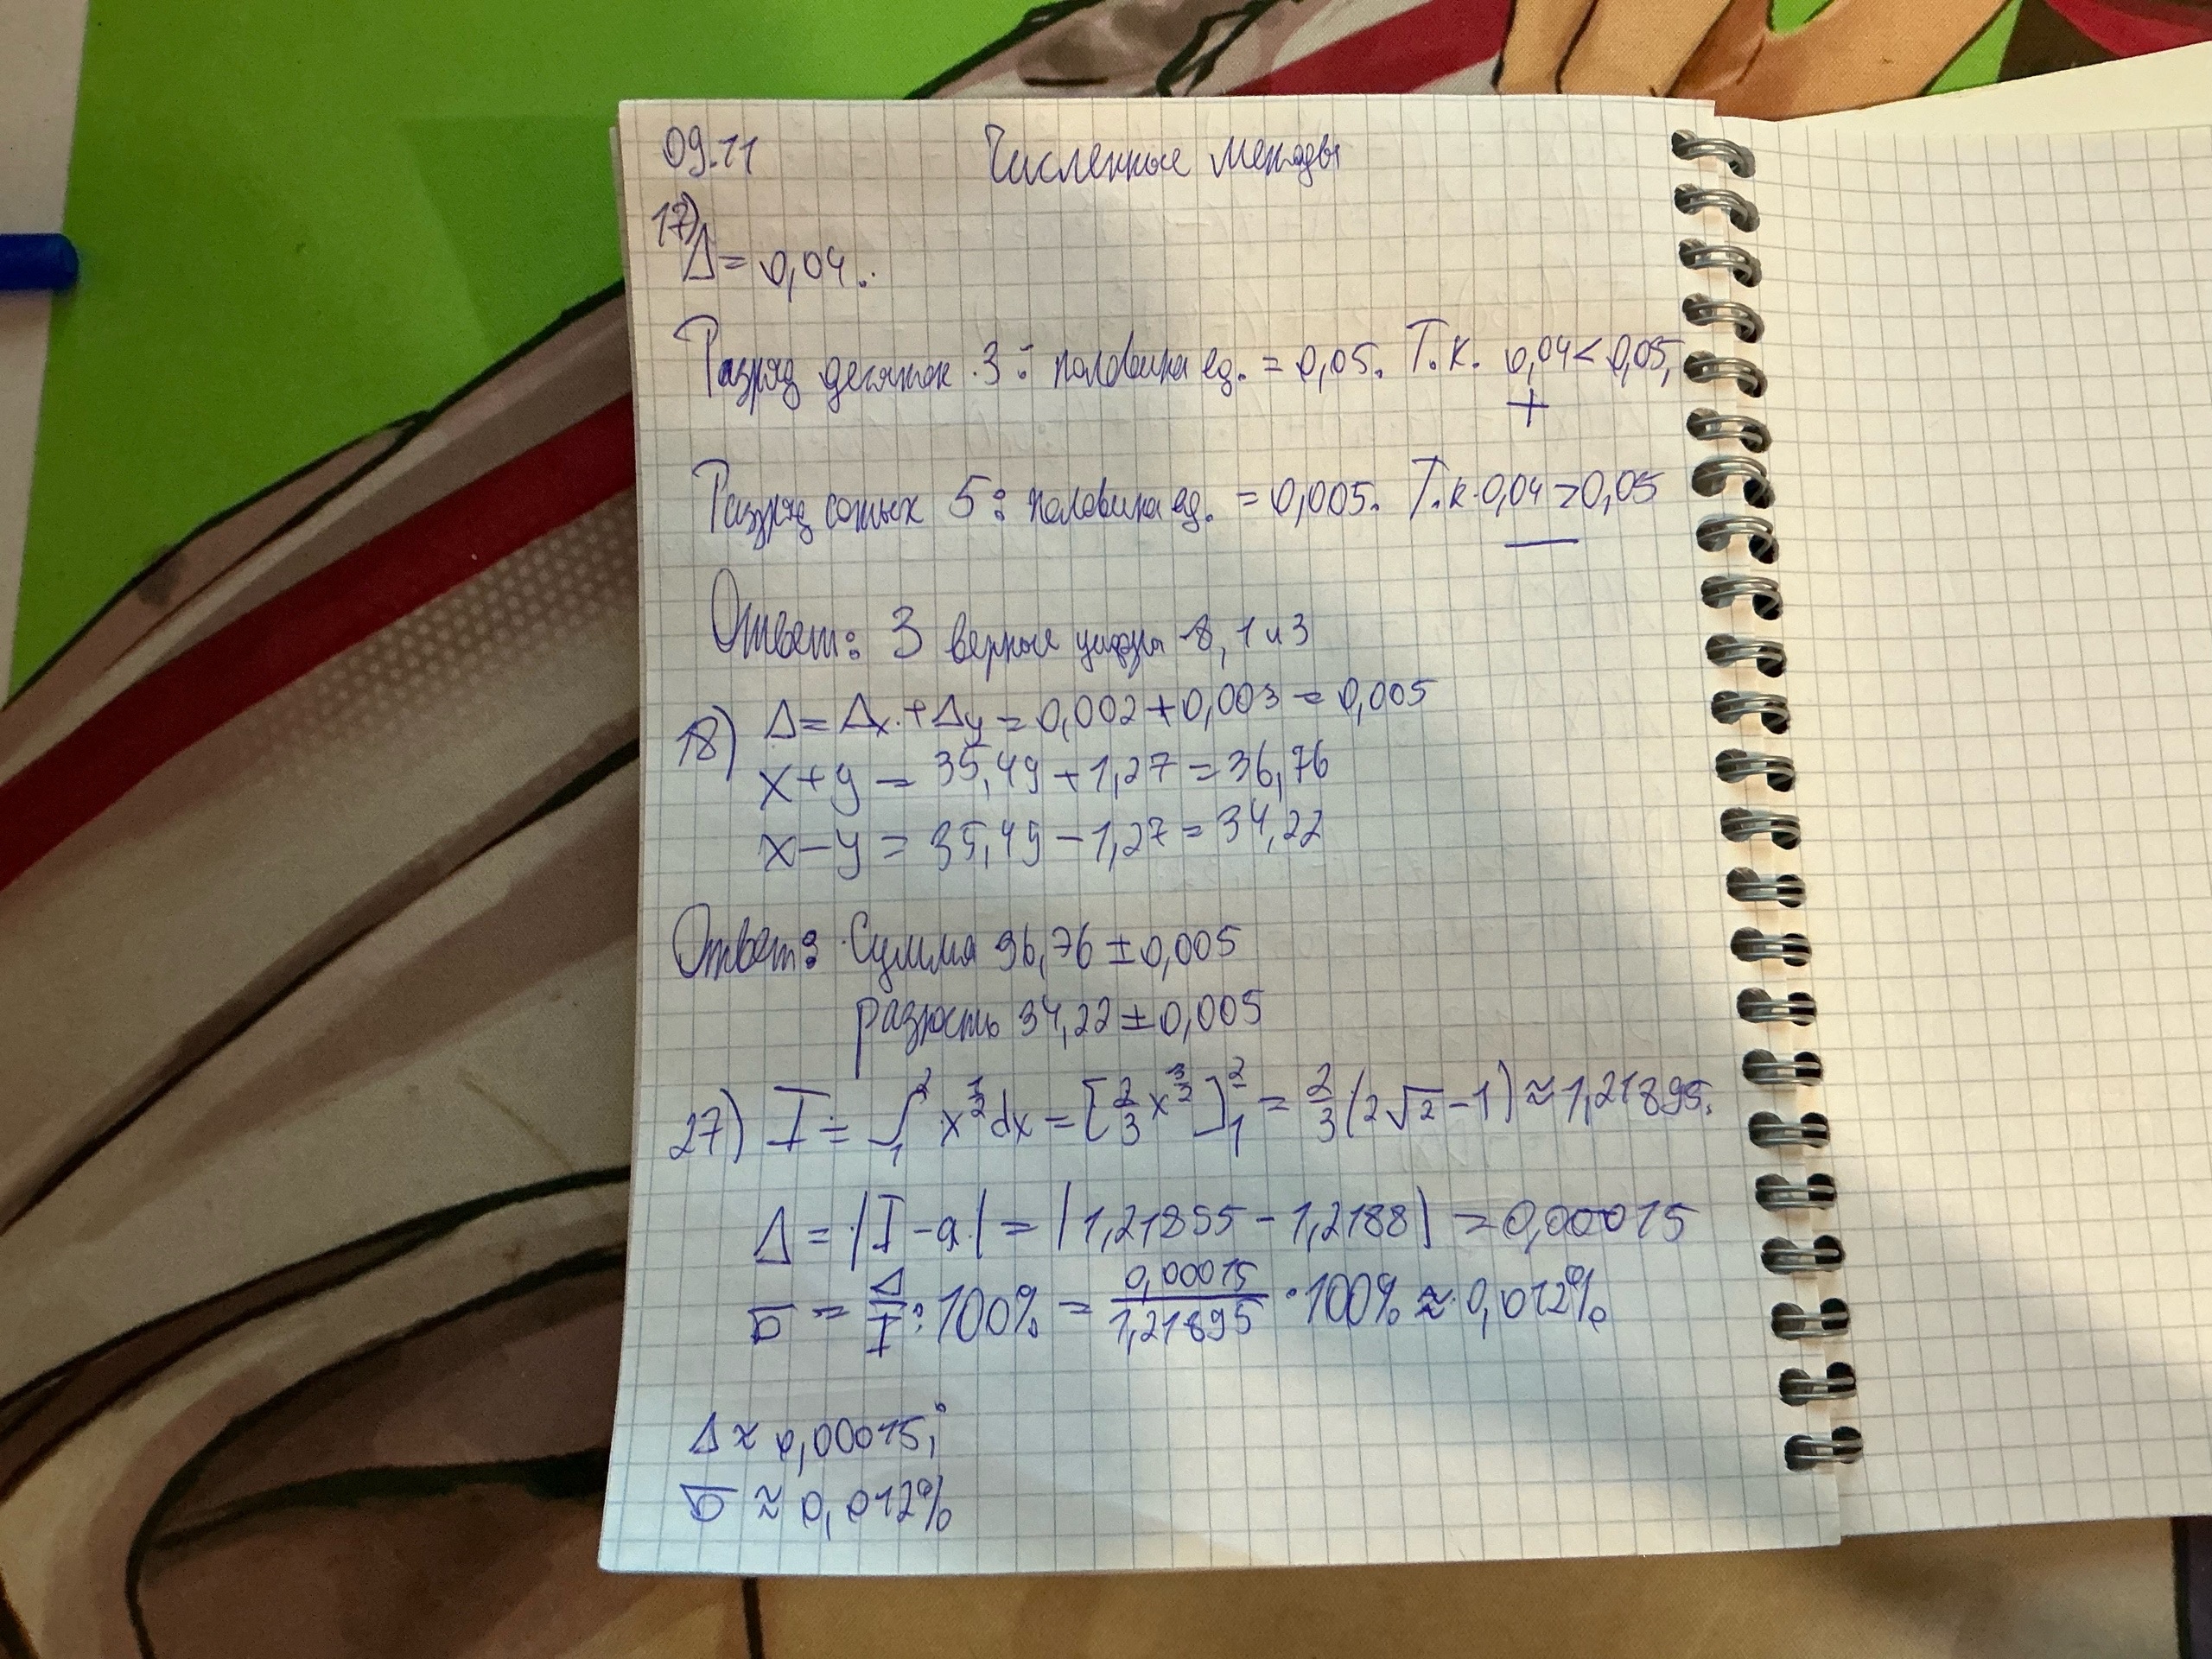 09.11 Численные методы
17)
Δ = 0,04.
Разряд десятых 3: половина ед. = 0,05. Т.к. 0,04 < 0,05,
+
Разряд сотых 5: половина ед. = 0,005. Т.к. 0,04 > 0,05
—
Ответ: 3 верные цифры - 8, 1 и 3
18) Δ = Δx + Δy = 0,002 + 0,003 = 0,005
x + y = 35,49 + 1,27 = 36,76
x - y = 35,49 - 1,27 = 34,22
Ответ: Сумма 36,76 ± 0,005
разность 34,22 ± 0,005
27) I = ∫₁² x^(1/2) dx = [2/3 x^(3/2)]₁² = 2/3 (2√2 - 1) ≈ 1,21895.
Δ = |I - a| = |1,21895 - 1,2188| = 0,00015
δ = Δ/I · 100% = 0,00015/1,21895 · 100% ≈ 0,012%
Δ ≈ 0,00015;
δ ≈ 0,012%